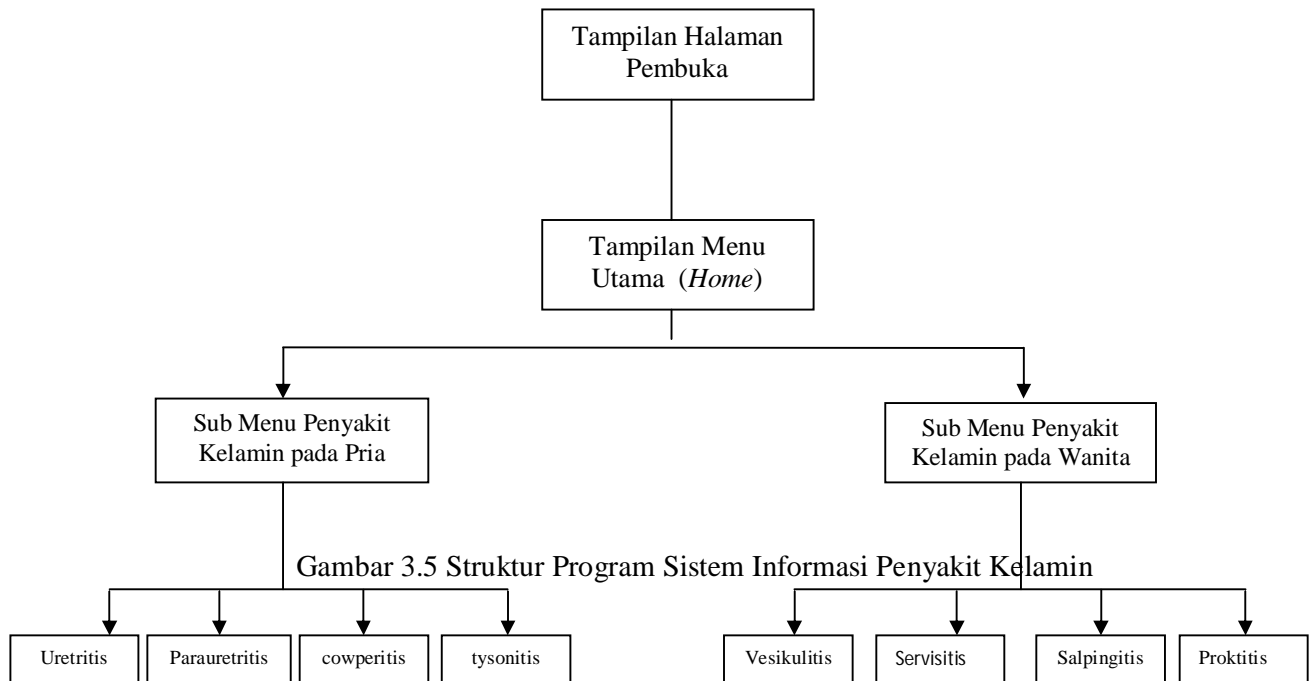 Tampilan Halaman
Pembuka
Tampilan Menu
Utama (Home)
Sub Menu Penyakit
Kelamin pada Pria
Sub Menu Penyakit
Kelamin pada Wanita
Gambar 3.5 Struktur Program Sistem Informasi Penyakit Kelamin
Uretritis
Parauretritis
cowperitis
tysonitis
Vesikulitis
Servisitis
Salpingitis
Proktitis